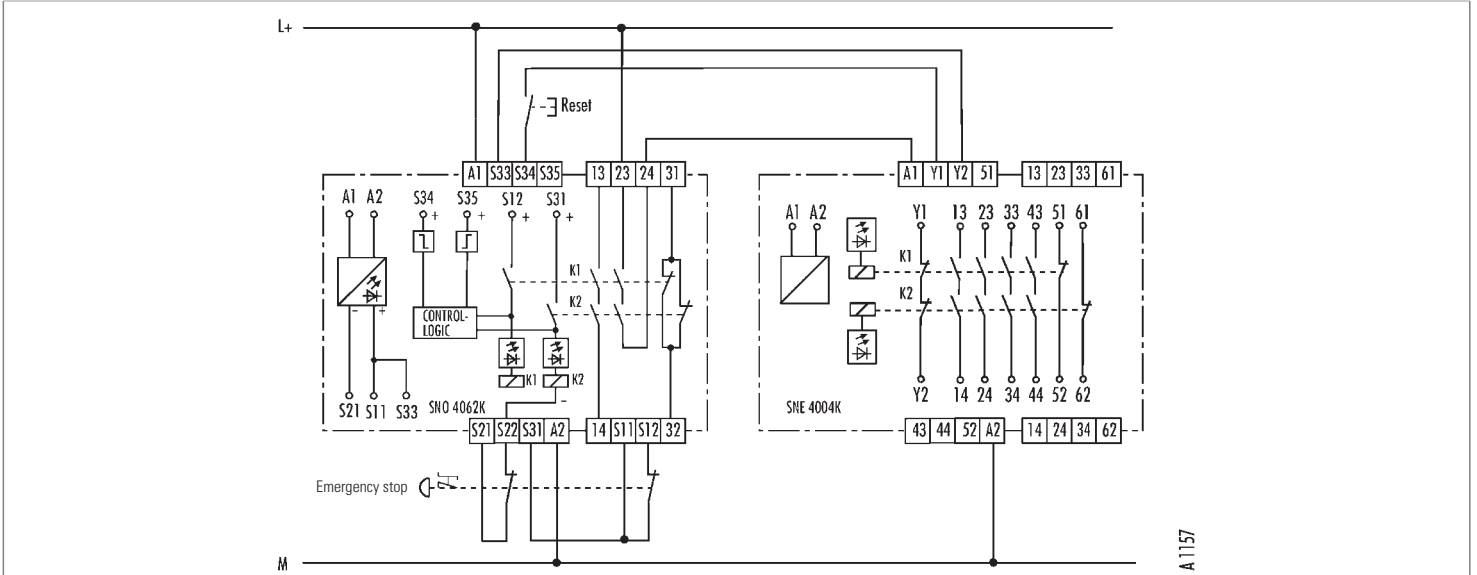 L+
Reset
A1 S33 S34 S35 13 23 24 31
A1 Y1 Y2 51 13 23 33 61
A1 A2 S34 + S35 + S12 + S31 +
A1 A2 Y1 13 23 33 43 51 61
K1
K1
K2
K2
CONTROL-
LOGIC
- +
K1 K2
-
S21 S11 S33 SNO 4062K
SNE 4004K Y2 14 24 34 44 52 62
S21 S22 S31 A2 14 S11 S12 32
43 44 52 A2 14 24 34 62
Emergency stop
M
A 1157